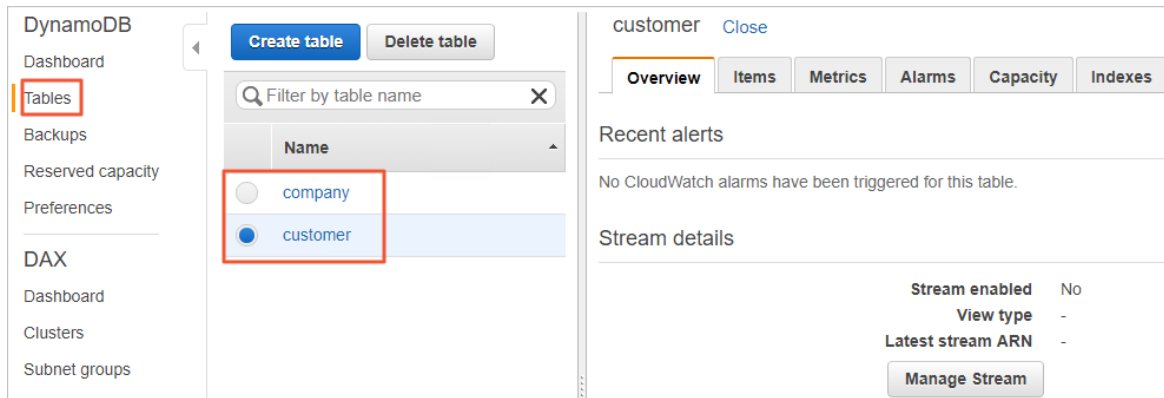 DynamoDB
Dashboard
Tables
Backups
Reserved capacity
Preferences
DAX
Dashboard
Clusters
Subnet groups
Create table Delete table
Filter by table name
Name
company
customer
customer Close
Overview Items Metrics Alarms Capacity Indexes
Recent alerts
No CloudWatch alarms have been triggered for this table.
Stream details
Stream enabled No
View type -
Latest stream ARN -
Manage Stream